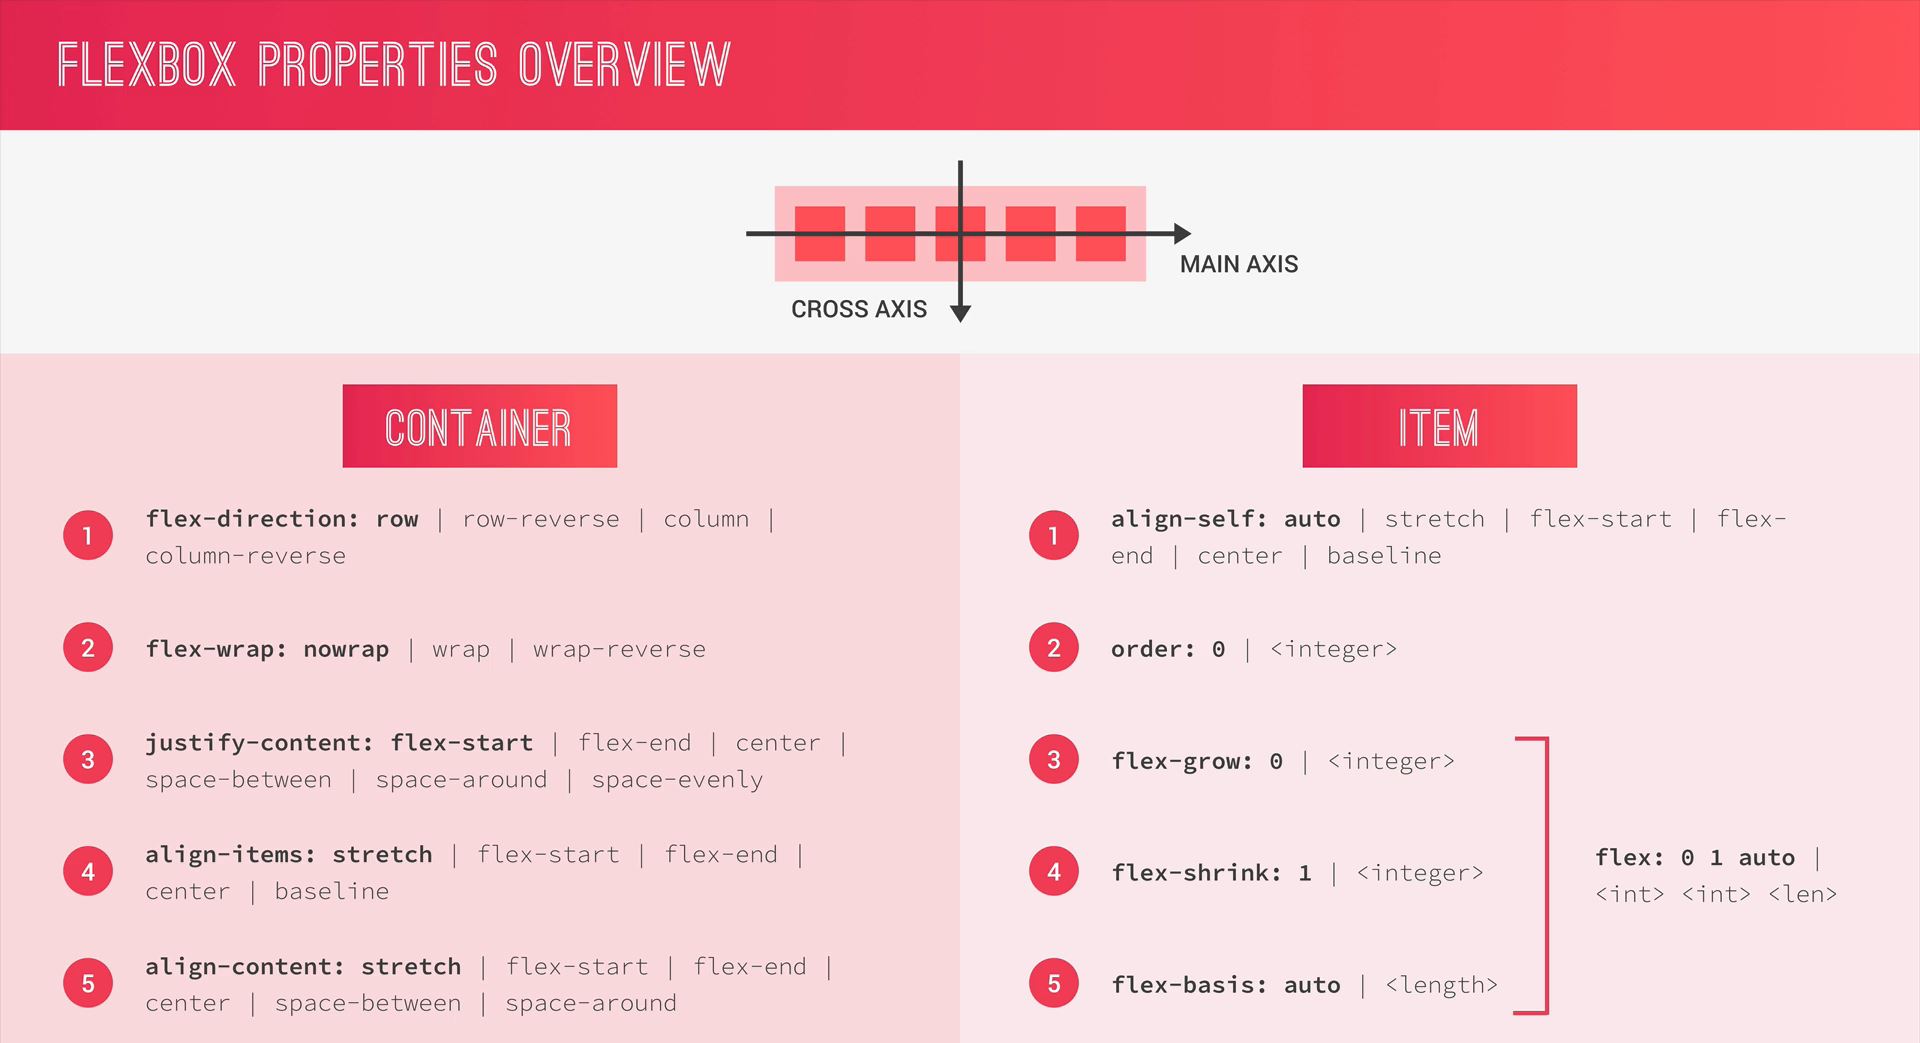 FLEXBOX PROPERTIES OVERVIEW
MAIN AXIS
CROSS AXIS
CONTAINER
1
flex-direction: row | row-reverse | column |
column-reverse
2
flex-wrap: nowrap | wrap | wrap-reverse
3
justify-content: flex-start | flex-end | center |
space-between | space-around | space-evenly
4
align-items: stretch | flex-start | flex-end |
center | baseline
5
align-content: stretch | flex-start | flex-end |
center | space-between | space-around
ITEM
1
align-self: auto | stretch | flex-start | flex-
end | center | baseline
2
order: 0 | <integer>
3
flex-grow: 0 | <integer>
4
flex-shrink: 1 | <integer>
5
flex-basis: auto | <length>
flex: 0 1 auto |
<int> <int> <len>